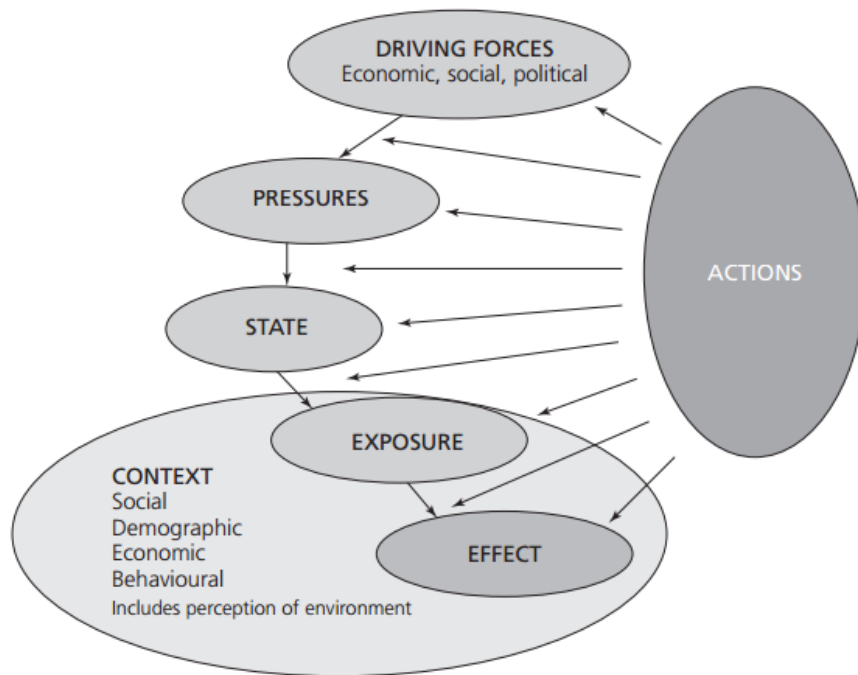 DRIVING FORCES
Economic, social, political
PRESSURES
ACTIONS
STATE
EXPOSURE
CONTEXT
Social
Demographic
Economic
Behavioural
Includes perception of environment
EFFECT